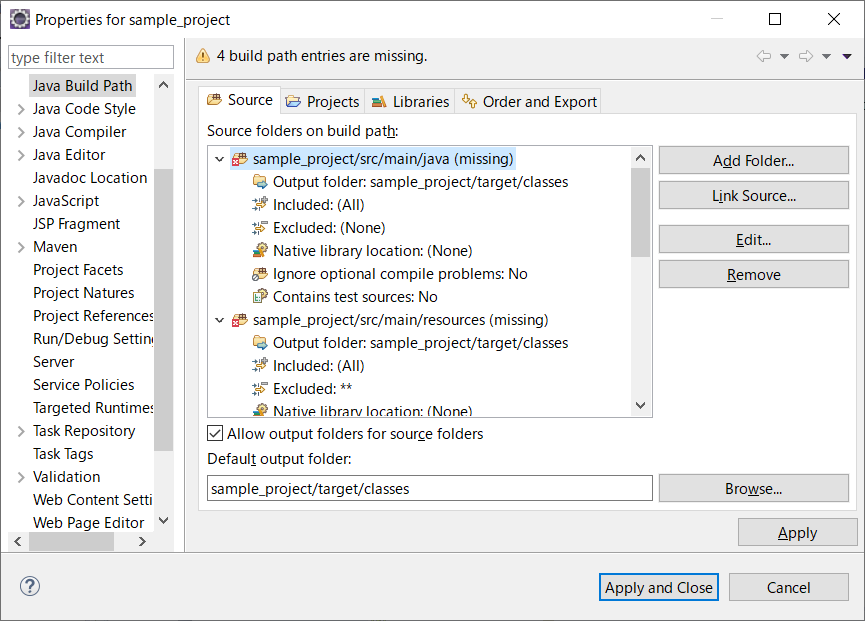 Properties for sample_project
type filter text
Java Build Path
Java Code Style
Java Compiler
Java Editor
Javadoc Location
JavaScript
JSP Fragment
Maven
Project Facets
Project Natures
Project References
Run/Debug Settin
Server
Service Policies
Targeted Runtimes
Task Repository
Task Tags
Validation
Web Content Setti
Web Page Editor
4 build path entries are missing.
Source Projects Libraries Order and Export
Source folders on build path:
sample_project/src/main/java (missing)
Output folder: sample_project/target/classes
Included: (All)
Excluded: (None)
Native library location: (None)
Ignore optional compile problems: No
Contains test sources: No
sample_project/src/main/resources (missing)
Output folder: sample_project/target/classes
Included: (All)
Excluded: **
Native library location: (None)
Add Folder...
Link Source...
Edit...
Remove
Allow output folders for source folders
Default output folder:
sample_project/target/classes
Browse...
Apply
?
Apply and Close
Cancel